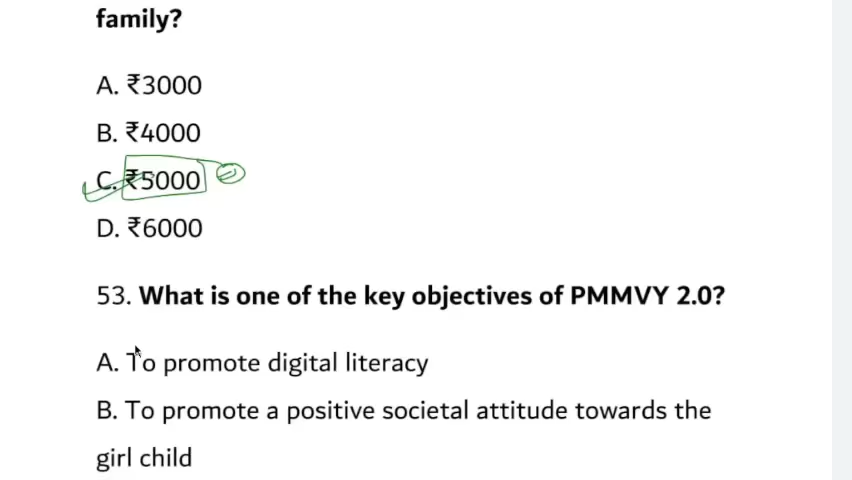 family?
A. ₹3000
B. ₹4000
C. ₹5000
D. ₹6000
53. What is one of the key objectives of PMMVY 2.0?
A. To promote digital literacy
B. To promote a positive societal attitude towards the
girl child